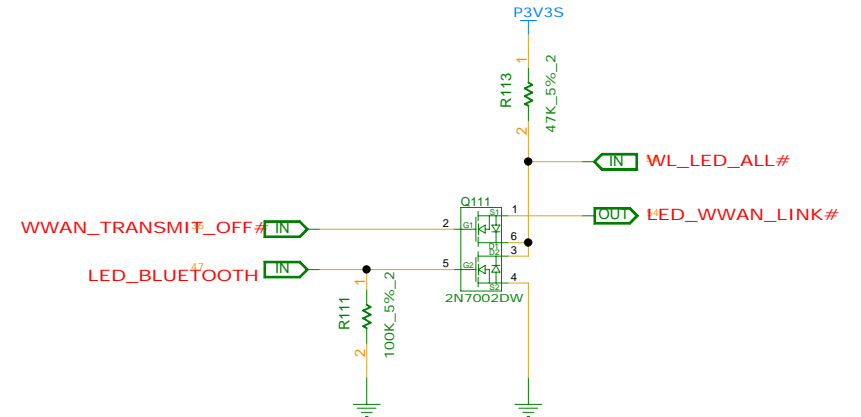 P3V3S
1
R113
47K_5%_2
2
IN
WL_LED_ALL#
Q111
S1
1
OUT
LED_WWAN_LINK#
WWAN_TRANSMIT_OFF#
IN
2
G1
6
D1
D2
3
LED_BLUETOOTH
47
IN
5
G2
4
S2
2N7002DW
1
R111
100K_5%_2
2